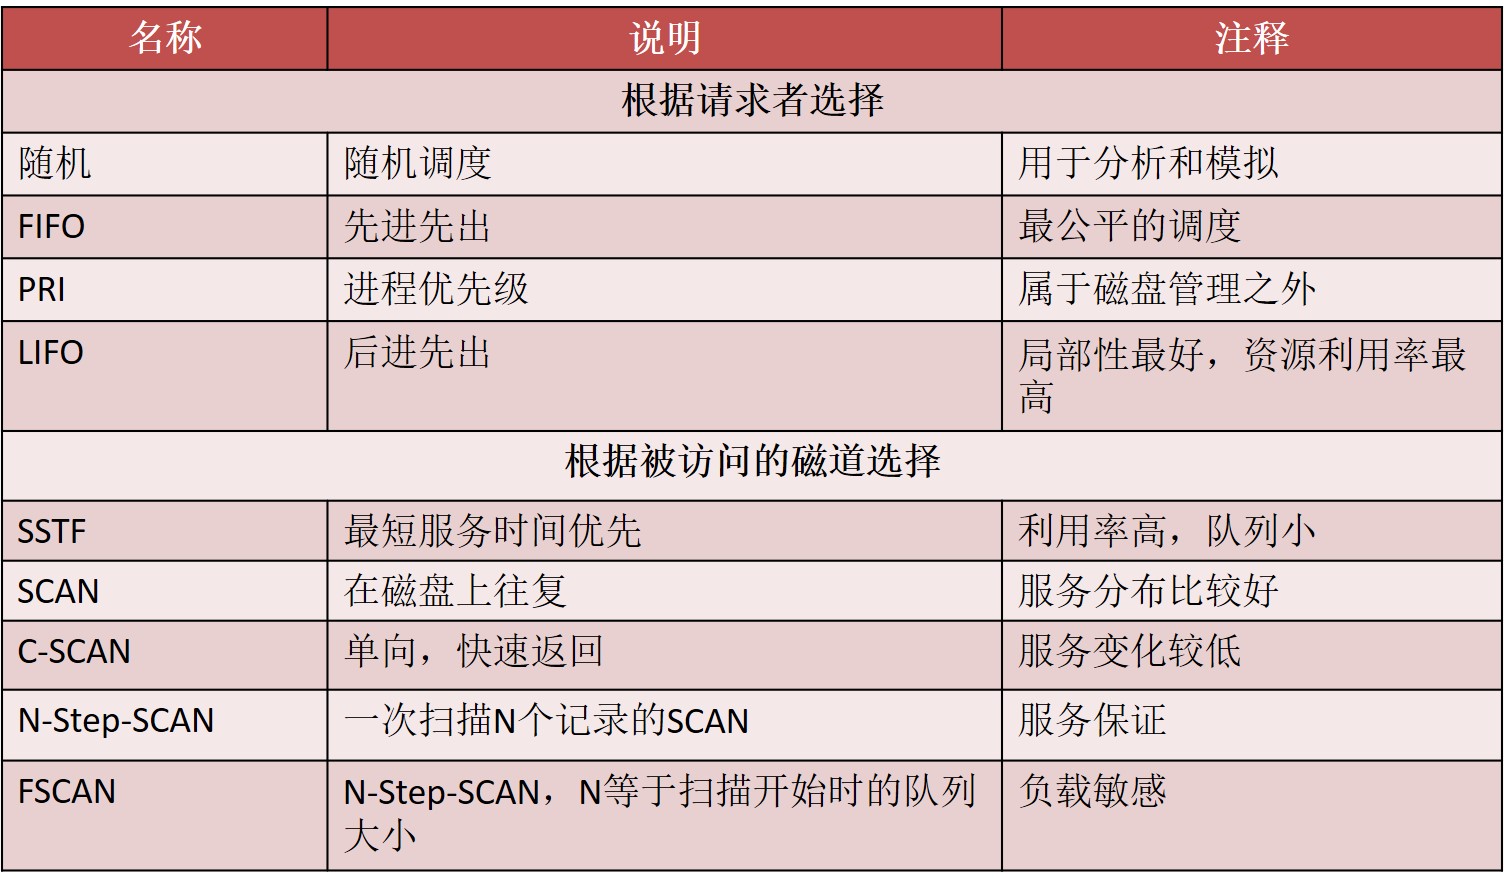 名称 说明 注释
根据请求者选择
随机 随机调度 用于分析和模拟
FIFO 先进先出 最公平的调度
PRI 进程优先级 属于磁盘管理之外
LIFO 后进先出 局部性最好，资源利用率最
高
根据被访问的磁道选择
SSTF 最短服务时间优先 利用率高，队列小
SCAN 在磁盘上往复 服务分布比较好
C-SCAN 单向，快速返回 服务变化较低
N-Step-SCAN 一次扫描N个记录的SCAN 服务保证
FSCAN N-Step-SCAN，N等于扫描开始时的队列 负载敏感
大小